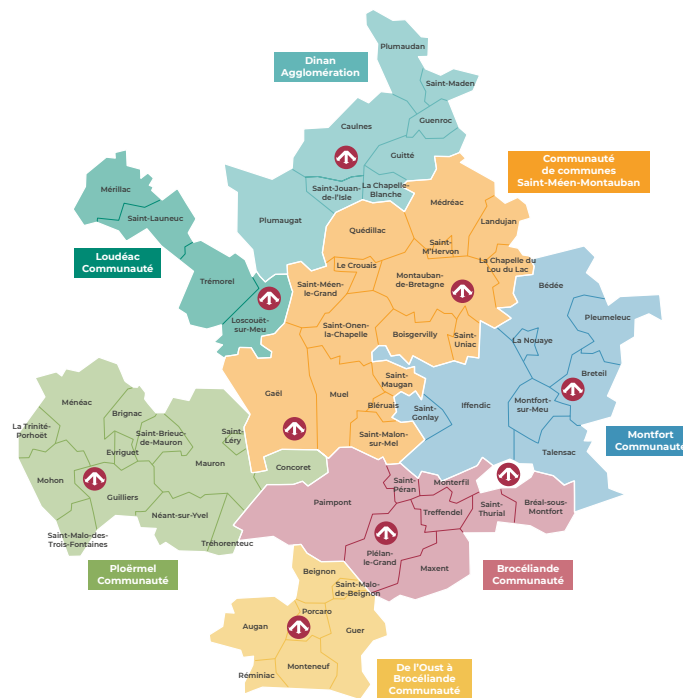 Plumaudan
Dinan
Agglomération
Saint-Maden
Guenroc
Caulnes
Guitté
Communauté
de communes
Saint-Méen-Montauban
Mérillac
Saint-Jouan-
de-l'Isle
La Chapelle-
Blanche
Médréac
Saint-Launeuc
Plumaugat
Landujan
Quédillac
Saint-
M'Hervon
Loudéac
Communauté
Le Crouais
La Chapelle du
Lou du Lac
Trémorel
Saint-Méen-
le-Grand
Montauban-
de-Bretagne
Bédée
Loscouët-
sur-Meu
Pleumeleuc
Saint-Onen-
la-Chapelle
Boisgervilly
Saint-
Uniac
La Nouaye
Breteil
Gaël
Muel
Saint-
Maugan
Iffendic
Montfort-
sur-Meu
Ménéac
Brignac
Bléruais
Saint-
Gonlay
La Trinité-
Porhoët
Saint-Brieuc-
de-Mauron
Saint-
Léry
Saint-Malon-
sur-Mel
Montfort
Communauté
Evriguet
Talensac
Mauron
Concoret
Mohon
Guilliers
Saint-
Péran
Monterfil
Paimpont
Treffendel
Saint-
Thurial
Bréal-sous-
Montfort
Néant-sur-Yvel
Saint-Malo-des-
Trois-Fontaines
Tréhorenteuc
Plélan-
le-Grand
Maxent
Ploërmel
Communauté
Brocéliande
Communauté
Beignon
Saint-Malo-
de-Beignon
Porcaro
Augan
Guer
Monteneuf
Réminiac
De l'Oust à
Brocéliande
Communauté